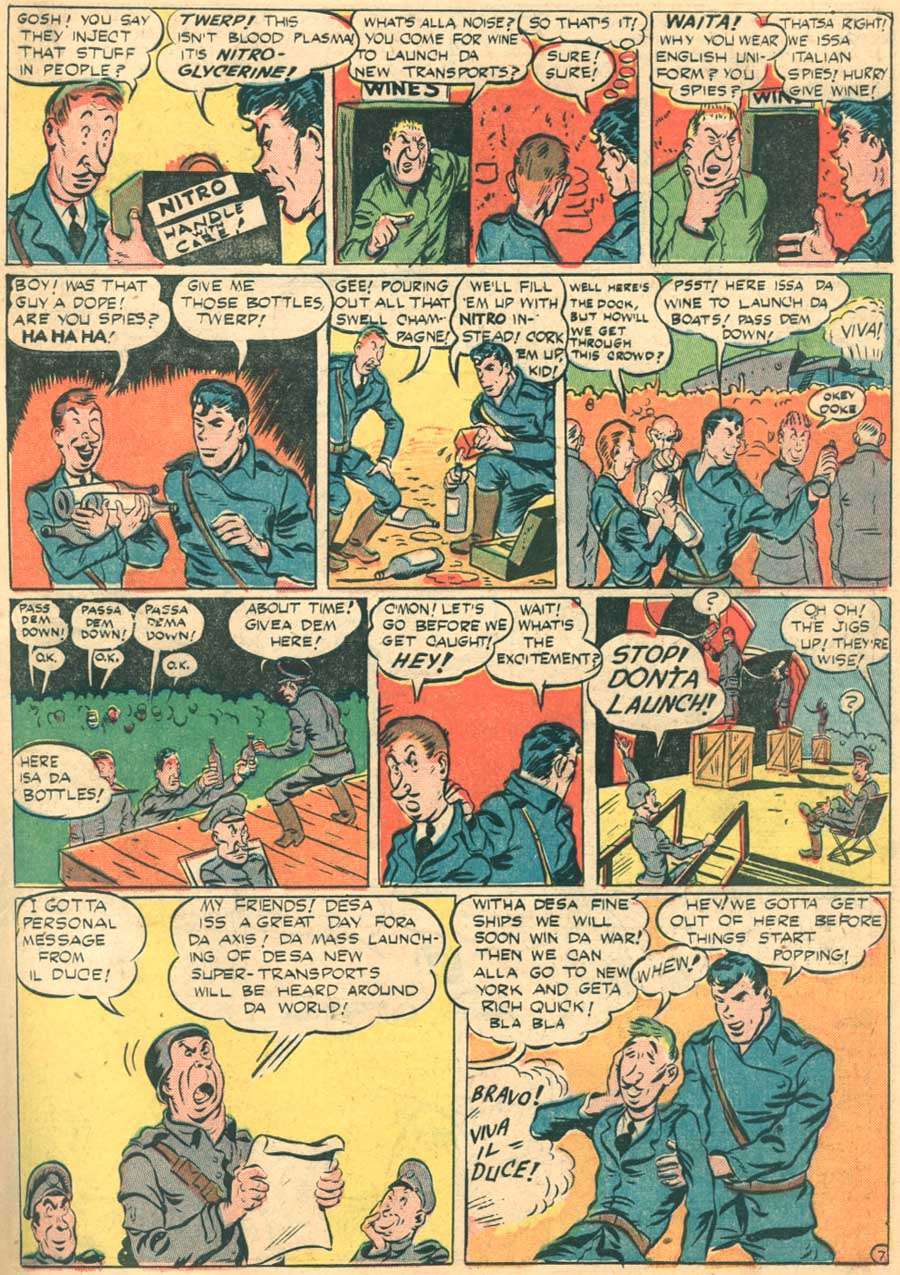 GOSH! YOU SAY
THEY INJECT
THAT STUFF
IN PEOPLE?
TWERP! THIS
ISN'T BLOOD PLASMA!
IT'S NITRO-
GLYCERINE!
NITRO
HANDLE
WITH
CARE!
WHAT'S ALLA NOISE?
YOU COME FOR WINE
TO LAUNCH DA
NEW TRANSPORTS?
SO THAT'S IT!
SURE!
SURE!
WINES
WAITA!
WHY YOU WEAR
ENGLISH UNI-
FORM? YOU
SPIES?
THATSA RIGHT!
WE ISSA
ITALIAN
SPIES! HURRY
GIVE WINE!
WINE
BOY! WAS THAT
GUY A DOPE!
ARE YOU SPIES?
HA HA HA!
GIVE ME
THOSE BOTTLES,
TWERP!
GEE! POURING
OUT ALL THAT
SWELL CHAM-
PAGNE!
WE'LL FILL
'EM UP WITH
NITRO IN-
STEAD! CORK
'EM UP,
KID!
WELL HERE'S
THE DOCK,
BUT HOW'LL
WE GET
THROUGH
THIS CROWD?
PSST! HERE ISSA DA
WINE TO LAUNCH DA
BOATS! PASS DEM
DOWN!
VIVA!
OKEY
DOKE
PASS
DEM
DOWN!
O.K.
PASSA
DEM
DOWN!
O.K.
PASSA
DEMA
DOWN!
O.K.
ABOUT TIME!
GIVEA DEM
HERE!
HERE
ISA DA
BOTTLES!
C'MON! LET'S
GO BEFORE WE
GET CAUGHT!
HEY!
WAIT!
WHAT'S
THE
EXCITEMENT?
STOP!
DONTA
LAUNCH!
?
OH OH!
THE JIGS
UP! THEY'RE
WISE!
?
I GOTTA
PERSONAL
MESSAGE
FROM
IL DUCE!
MY FRIENDS! DESA
ISS A GREAT DAY FORA
DA AXIS! DA MASS LAUNCH-
ING OF DESA NEW
SUPER-TRANSPORTS
WILL BE HEARD AROUND
DA WORLD!
WITHA DESA FINE
SHIPS WE WILL
SOON WIN DA WAR!
THEN WE CAN
ALLA GO TO NEW
YORK AND GETA
RICH QUICK!
BLA BLA
WHEW!
HEY! WE GOTTA GET
OUT OF HERE BEFORE
THINGS START
POPPING!
BRAVO!
VIVA
IL
DUCE!
7